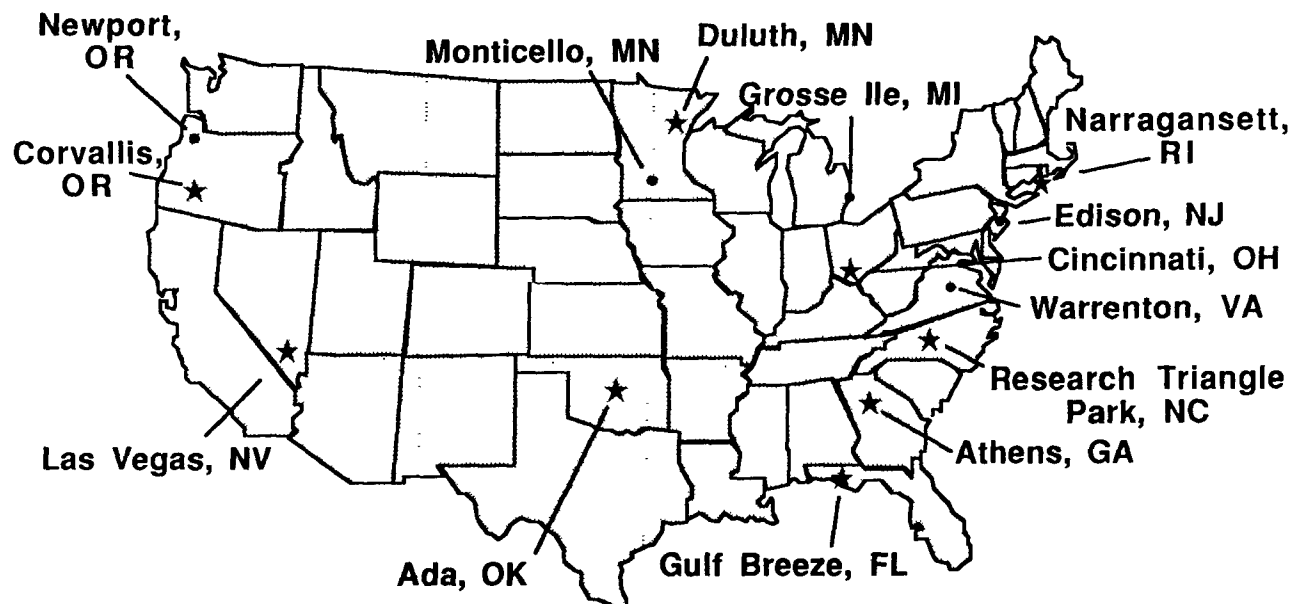 Newport,
OR
Monticello, MN
Duluth, MN
Grosse Ile, MI
Narragansett,
RI
Corvallis,
OR
Edison, NJ
Cincinnati, OH
Warrenton, VA
Research Triangle
Park, NC
Las Vegas, NV
Athens, GA
Ada, OK
Gulf Breeze, FL